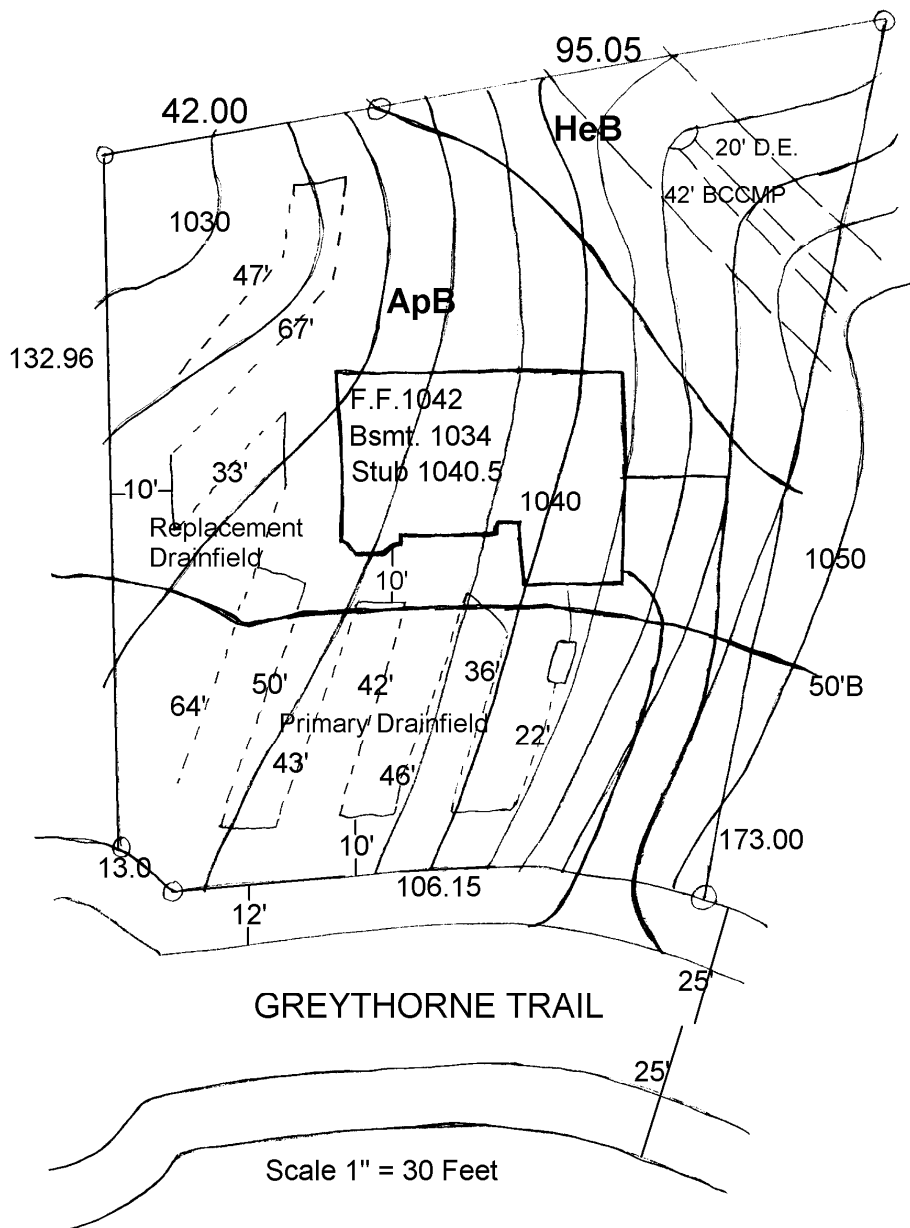 95.05
42.00
HeB
20' D.E.
42' BCCMP
1030
47'
ApB
67'
132.96
F.F.1042
Bsmt. 1034
Stub 1040.5
33'
10'
1040
Replacement
Drainfield
1050
10'
64'
50'
42'
36'
50'B
Primary Drainfield
22'
43'
46'
173.00
10'
13.0
106.15
12'
25'
GREYTHORNE TRAIL
25'
Scale 1" = 30 Feet